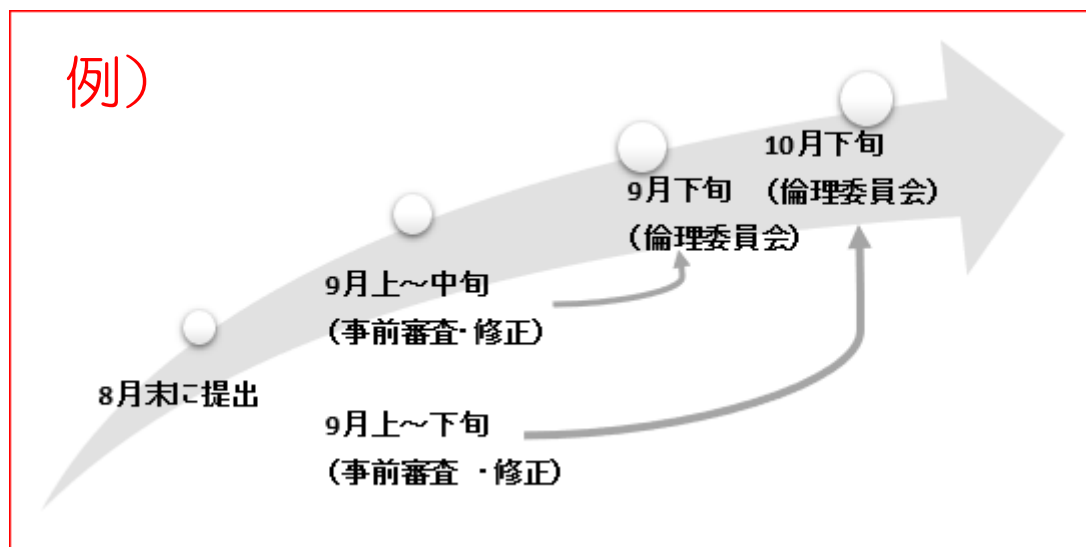 例）
8月末に提出
9月上～中旬
（事前審査・修正）
9月上～下旬
（事前審査 ・修正）
9月下旬
（倫理委員会）
10月下旬
（倫理委員会）